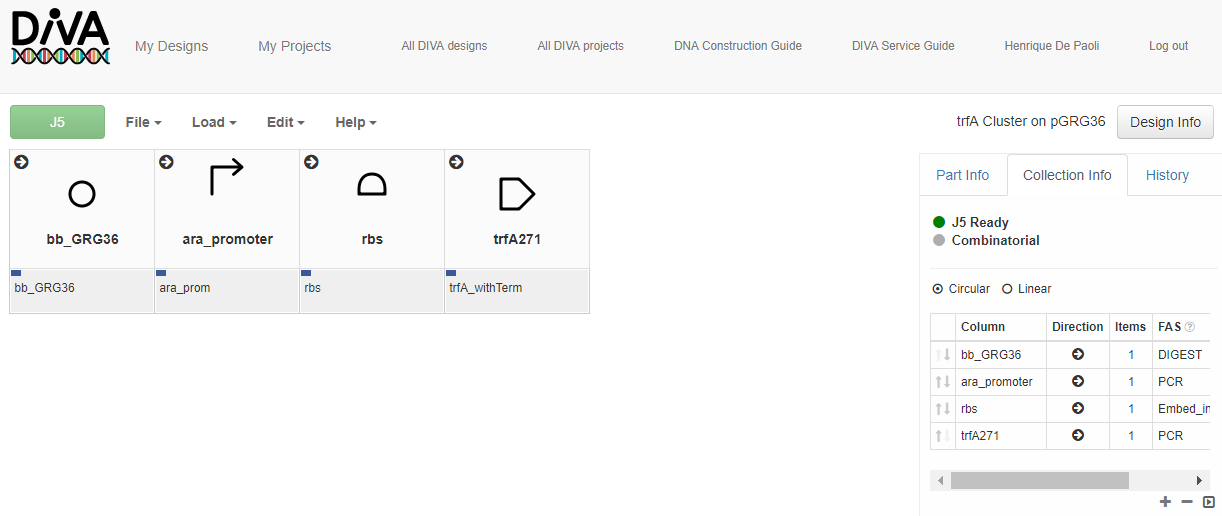 DiVA
My Designs My Projects All DIVA designs All DIVA projects DNA Construction Guide DIVA Service Guide Henrique De Paoli Log out
J5 File Load Edit Help trfA Cluster on pGRG36 Design Info
bb_GRG36 ara_promoter rbs trfA271
bb_GRG36 ara_prom rbs trfA_withTerm
Part Info Collection Info History
J5 Ready
Combinatorial
Circular Linear
Column Direction Items FAS ?
bb_GRG36 1 DIGEST
ara_promoter 1 PCR
rbs 1 Embed_in
trfA271 1 PCR